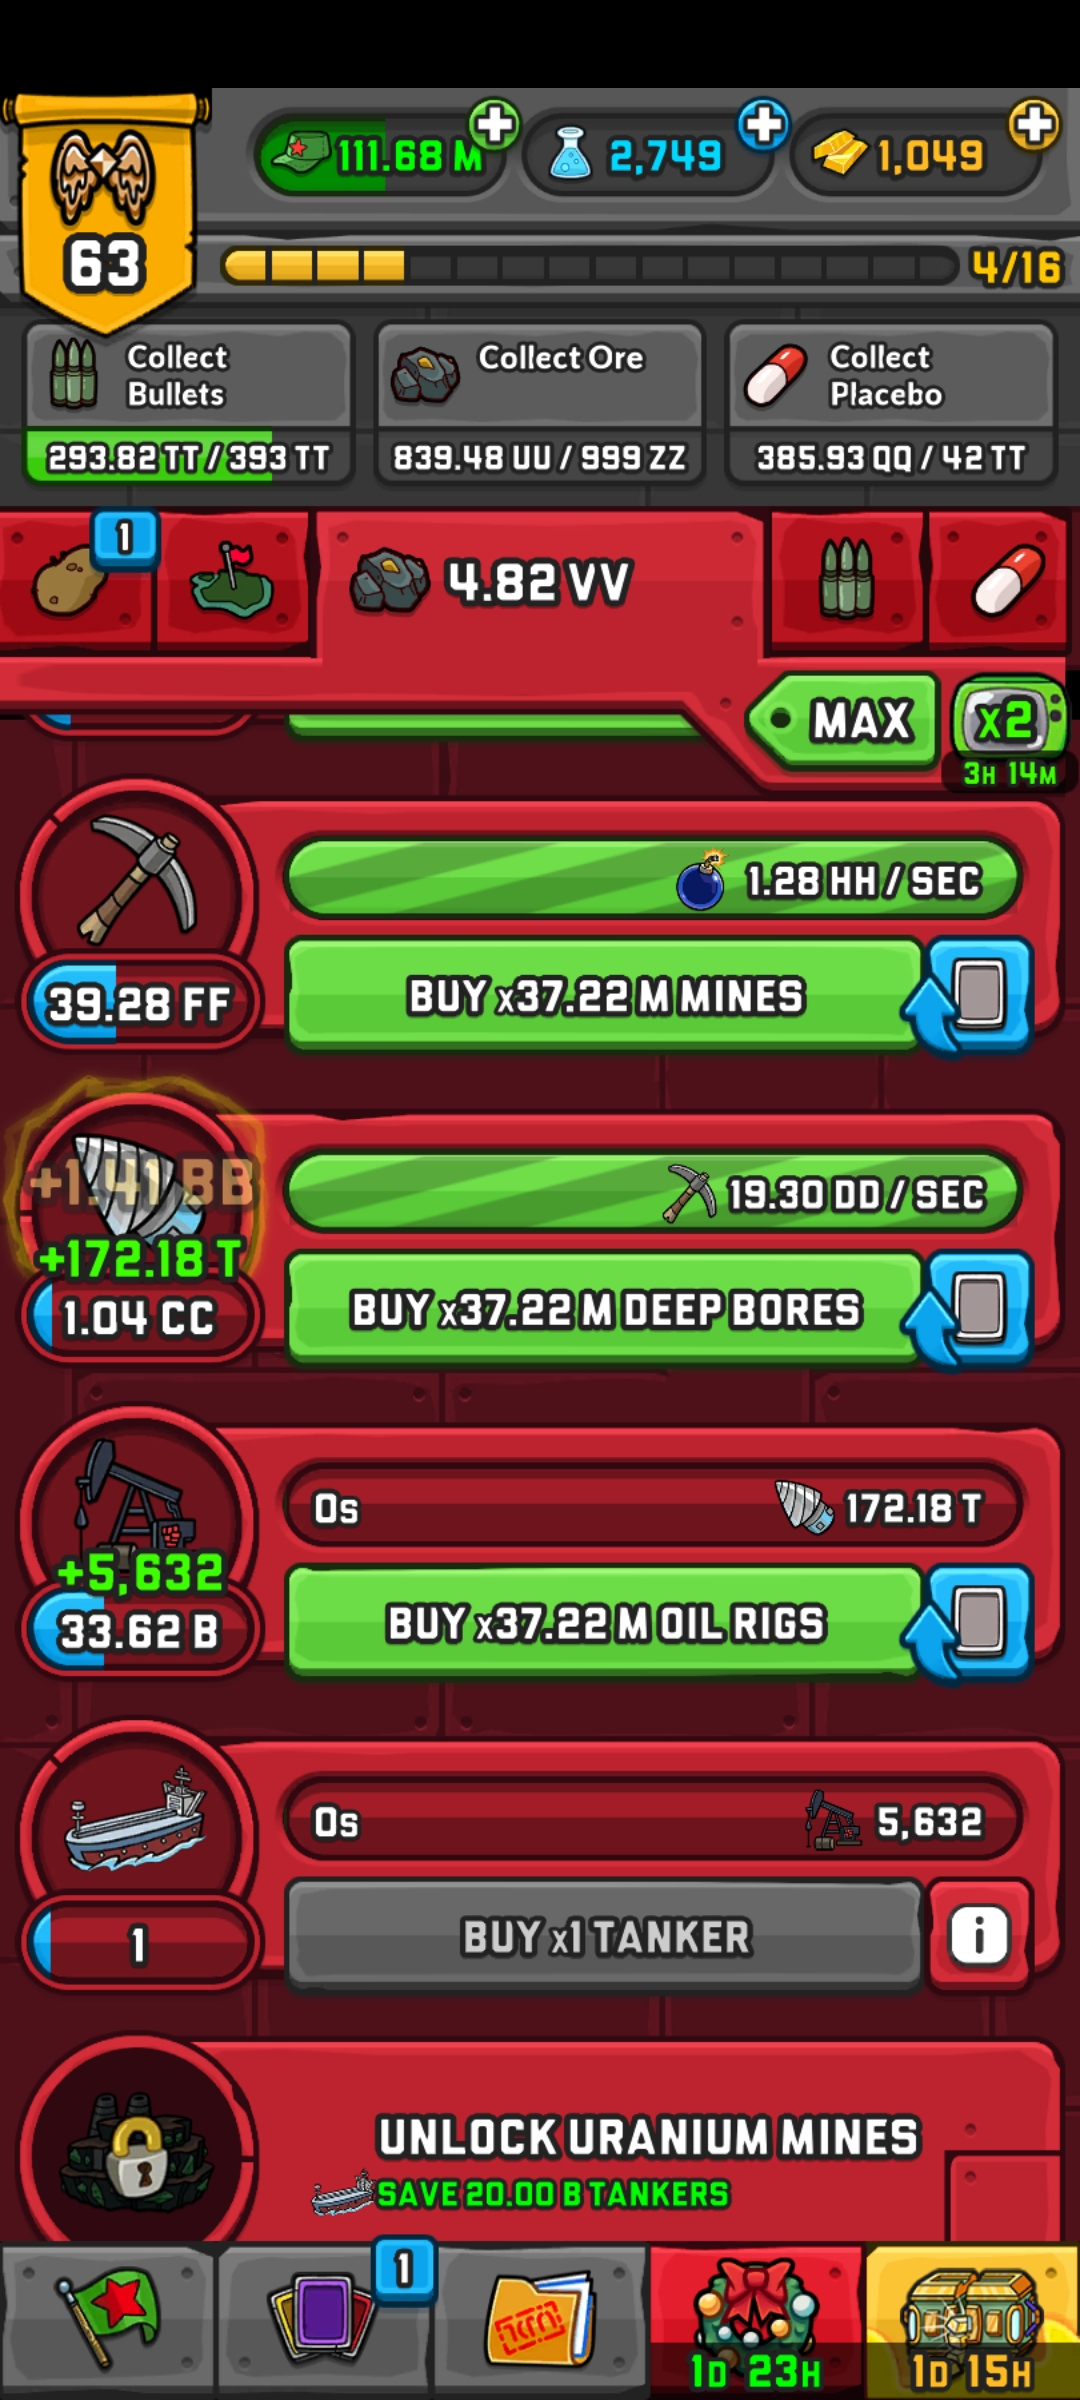 111.68 M
2,749
1,049
63
4/16
Collect
Bullets
293.82 TT / 393 TT
Collect Ore
839.48 UU / 999 ZZ
Collect
Placebo
385.93 QQ / 42 TT
1
4.82 VV
MAX
x2
3H 14M
1.28 HH / SEC
39.28 FF
BUY x37.22 M MINES
+1.41 BB
19.30 DD / SEC
+172.18 T
1.04 CC
BUY x37.22 M DEEP BORES
0s
172.18 T
+5,632
33.62 B
BUY x37.22 M OIL RIGS
0s
5,632
1
BUY x1 TANKER
i
UNLOCK URANIUM MINES
SAVE 20.00 B TANKERS
1
1D 23H
1D 15H